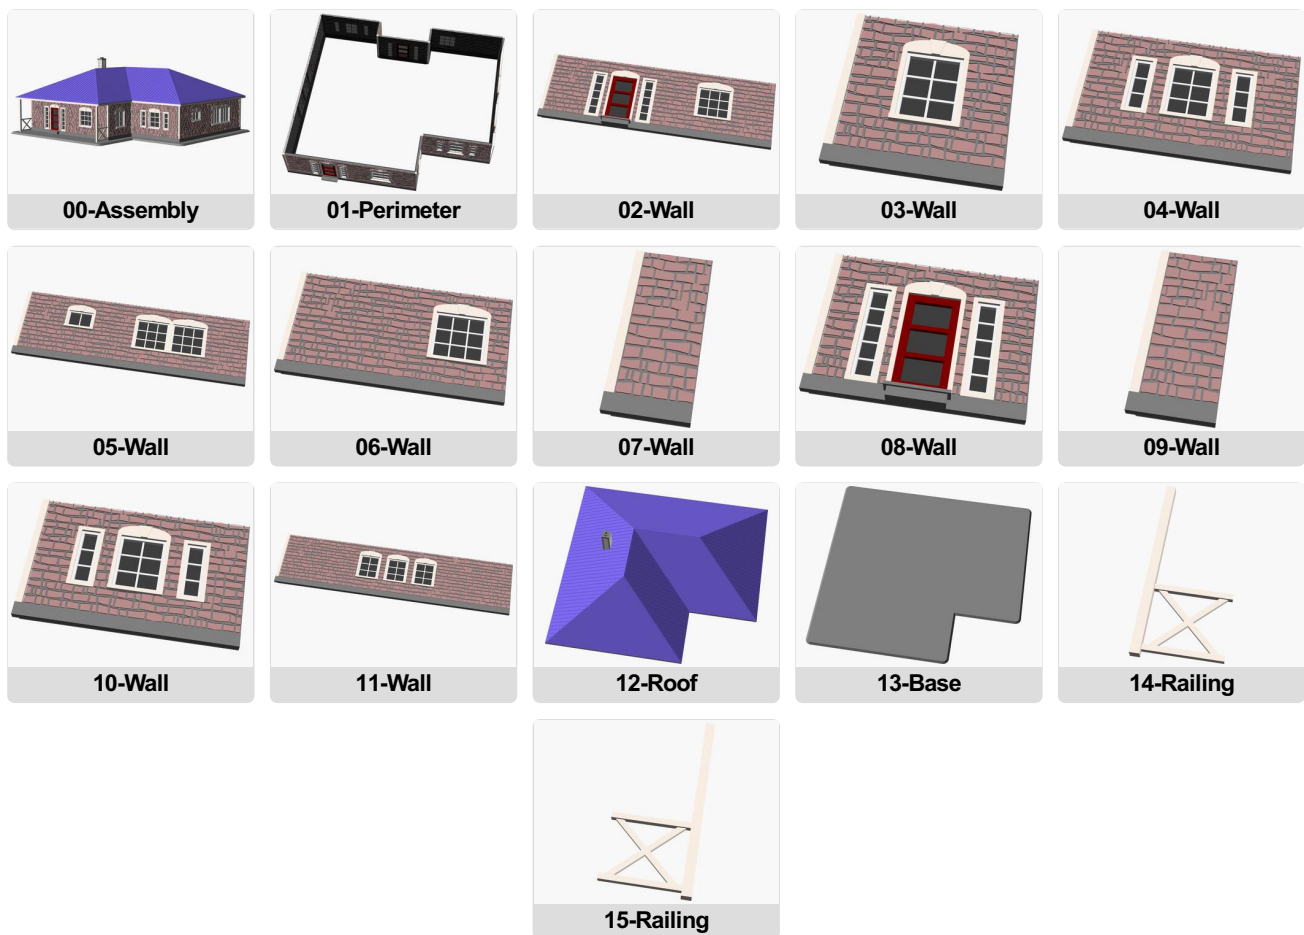 00-Assembly
01-Perimeter
02-Wall
03-Wall
04-Wall
05-Wall
06-Wall
07-Wall
08-Wall
09-Wall
10-Wall
11-Wall
12-Roof
13-Base
14-Railing
15-Railing